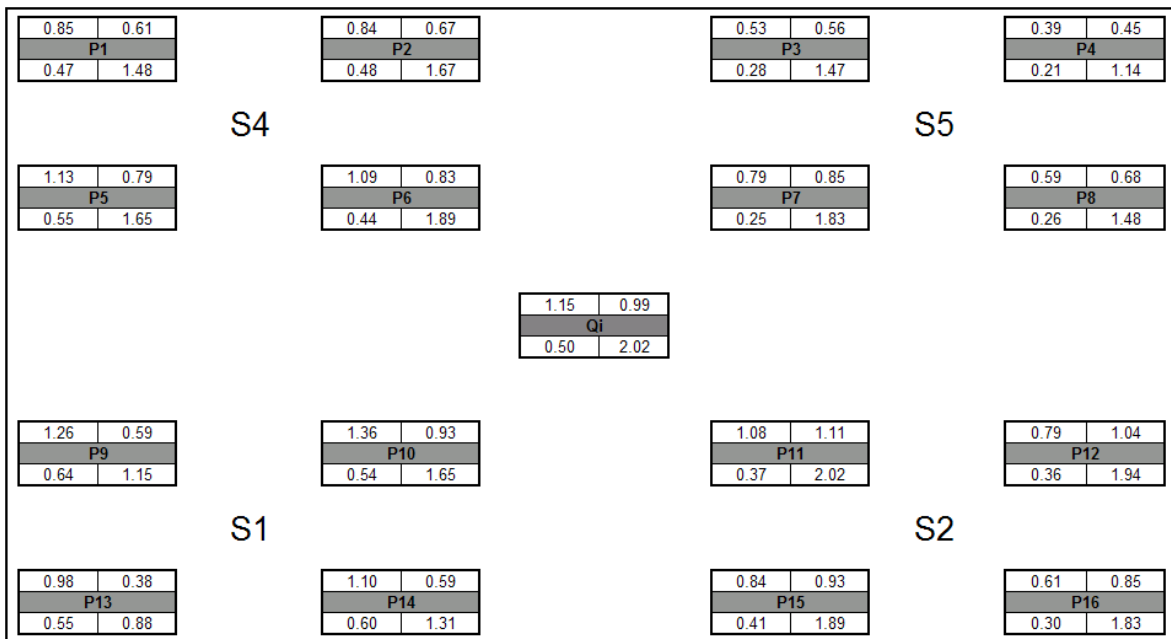 0.85 0.61 0.84 0.67 0.53 0.56 0.39 0.45
P1 P2 P3 P4
0.47 1.48 0.48 1.67 0.28 1.47 0.21 1.14
S4 S5
1.13 0.79 1.09 0.83 0.79 0.85 0.59 0.68
P5 P6 P7 P8
0.55 1.65 0.44 1.89 0.25 1.83 0.26 1.48
1.15 0.99
Qi
0.50 2.02
1.26 0.59 1.36 0.93 1.08 1.11 0.79 1.04
P9 P10 P11 P12
0.64 1.15 0.54 1.65 0.37 2.02 0.36 1.94
S1 S2
0.98 0.38 1.10 0.59 0.84 0.93 0.61 0.85
P13 P14 P15 P16
0.55 0.88 0.60 1.31 0.41 1.89 0.30 1.83